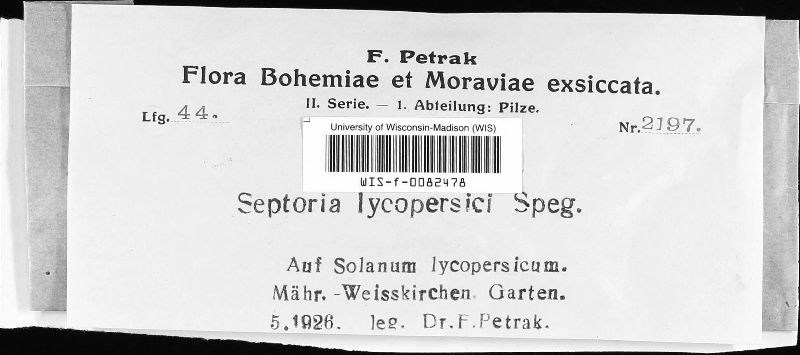 F. Petrak
Flora Bohemiae et Moraviae exsiccata.
II. Serie. — 1. Abteilung: Pilze.
Lfg. 44.
Nr. 2197.
University of Wisconsin-Madison (WIS)
WIS-f-0082478
Septoria lycopersici Speg.
Auf Solanum lycopersicum.
Mähr.-Weisskirchen. Garten.
5.1926. leg. Dr.F.Petrak.